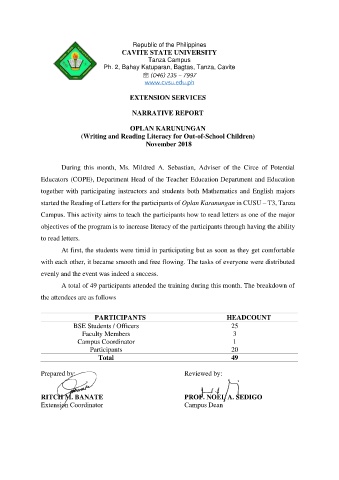 Republic of the Philippines
CAVITE STATE UNIVERSITY
Tanza Campus
Ph. 2, Bahay Katuparan, Bagtas, Tanza, Cavite
☏ (046) 235 – 7997
www.cvsu.edu.ph
EXTENSION SERVICES
NARRATIVE REPORT
OPLAN KARUNUNGAN
(Writing and Reading Literacy for Out-of-School Children)
November 2018
During this month, Ms. Mildred A. Sebastian, Adviser of the Circe of Potential
Educators (COPE), Department Head of the Teacher Education Department and Education
together with participating instructors and students both Mathematics and English majors
started the Reading of Letters for the participants of Oplan Karanungan in CUSU – T3, Tanza
Campus. This activity aims to teach the participants how to read letters as one of the major
objectives of the program is to increase literacy of the participants through having the ability
to read letters.
At first, the students were timid in participating but as soon as they get comfortable
with each other, it became smooth and free flowing. The tasks of everyone were distributed
evenly and the event was indeed a success.
A total of 49 participants attended the training during this month. The breakdown of
the attendees are as follows
PARTICIPANTS HEADCOUNT
BSE Students / Officers 25
Faculty Members 3
Campus Coordinator 1
Participants 20
Total 49
Prepared by: Reviewed by:
RITCH M. BANATE PROF. NOEL A. SEDIGO
Extension Coordinator Campus Dean